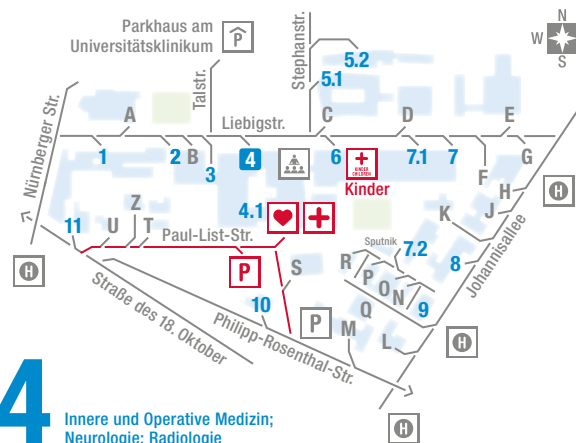 N
W
S
Parkhaus am
Universitätsklinikum
P
Stephanstr.
5.2
5.1
Talstr.
Nürnberger Str.
A
Liebigstr.
C
D
E
1
2
B
3
4
6
KINDER
CHILDREN
Kinder
7.1
7
F
G
H
H
J
K
4.1
Z
11
U
T
Paul-List-Str.
Sputnik
7.2
8
Johannisallee
H
P
S
R
P
O
N
9
Q
10
P
M
L
H
Straße des 18. Oktober
Philipp-Rosenthal-Str.
H
4
Innere und Operative Medizin;
Neurologie; Radiologie